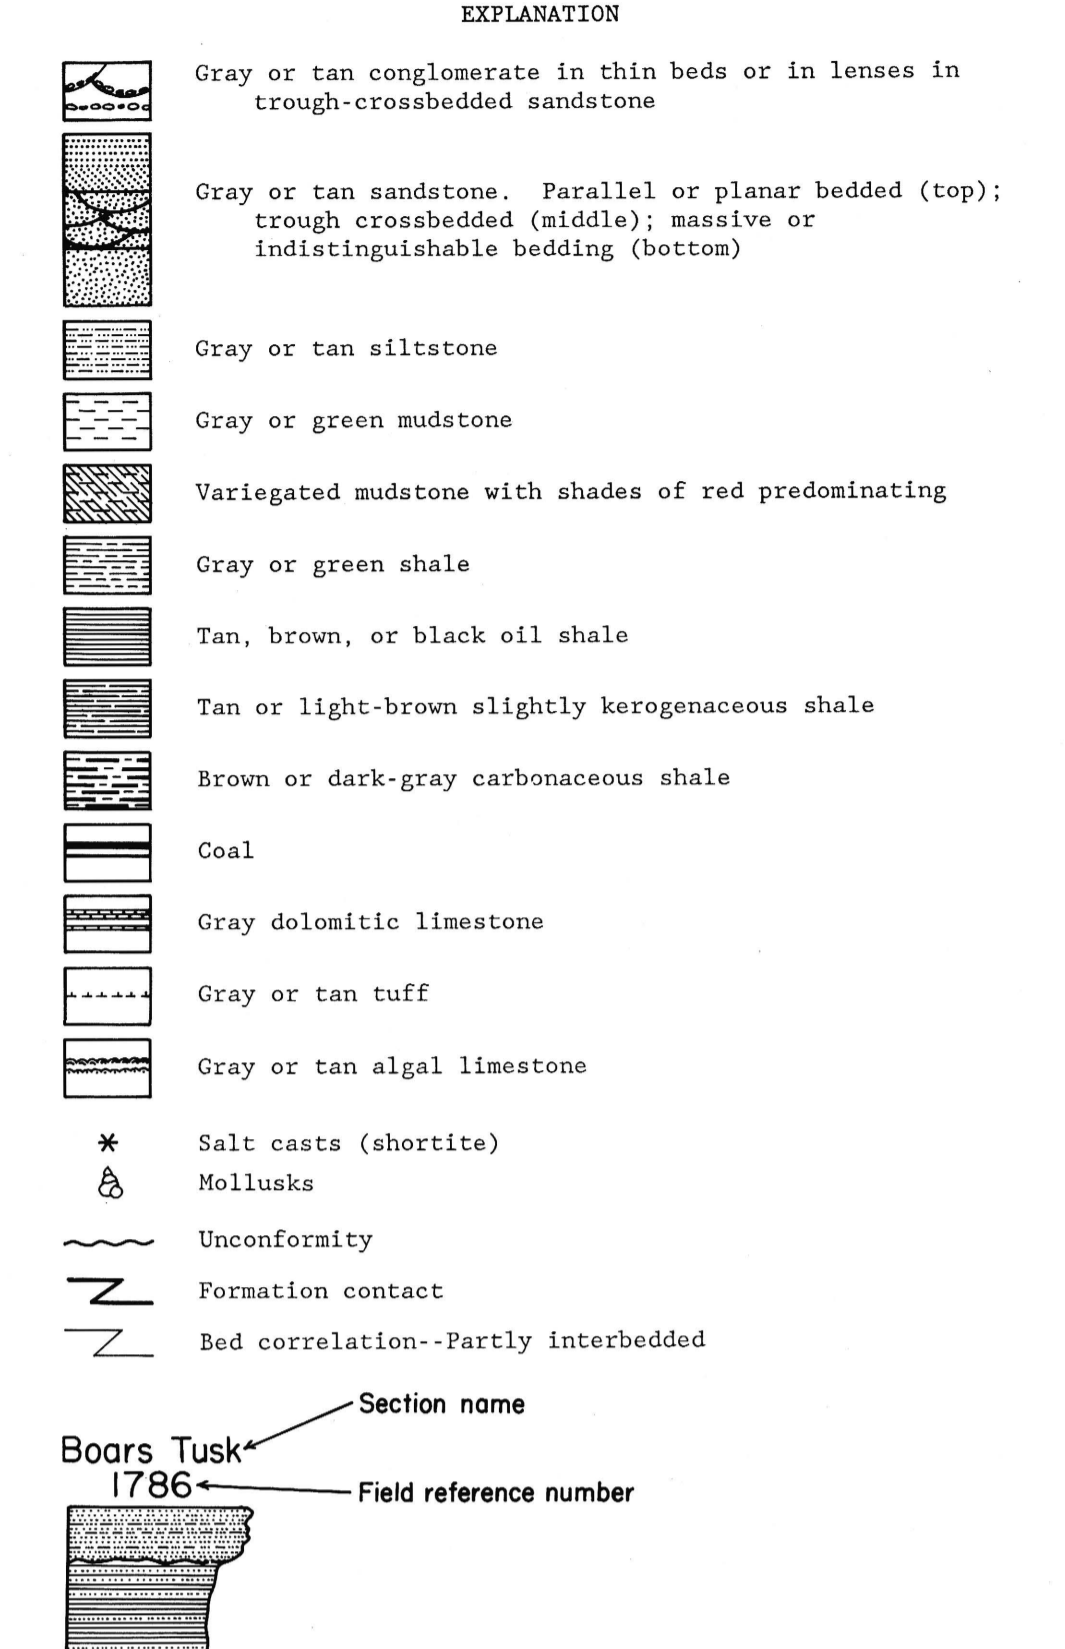 EXPLANATION
Gray or tan conglomerate in thin beds or in lenses in
trough-crossbedded sandstone
Gray or tan sandstone. Parallel or planar bedded (top);
trough crossbedded (middle); massive or
indistinguishable bedding (bottom)
Gray or tan siltstone
Gray or green mudstone
Variegated mudstone with shades of red predominating
Gray or green shale
Tan, brown, or black oil shale
Tan or light-brown slightly kerogenaceous shale
Brown or dark-gray carbonaceous shale
Coal
Gray dolomitic limestone
Gray or tan tuff
Gray or tan algal limestone
Salt casts (shortite)
Mollusks
Unconformity
Formation contact
Bed correlation--Partly interbedded
Section name
Boars Tusk
1786
Field reference number